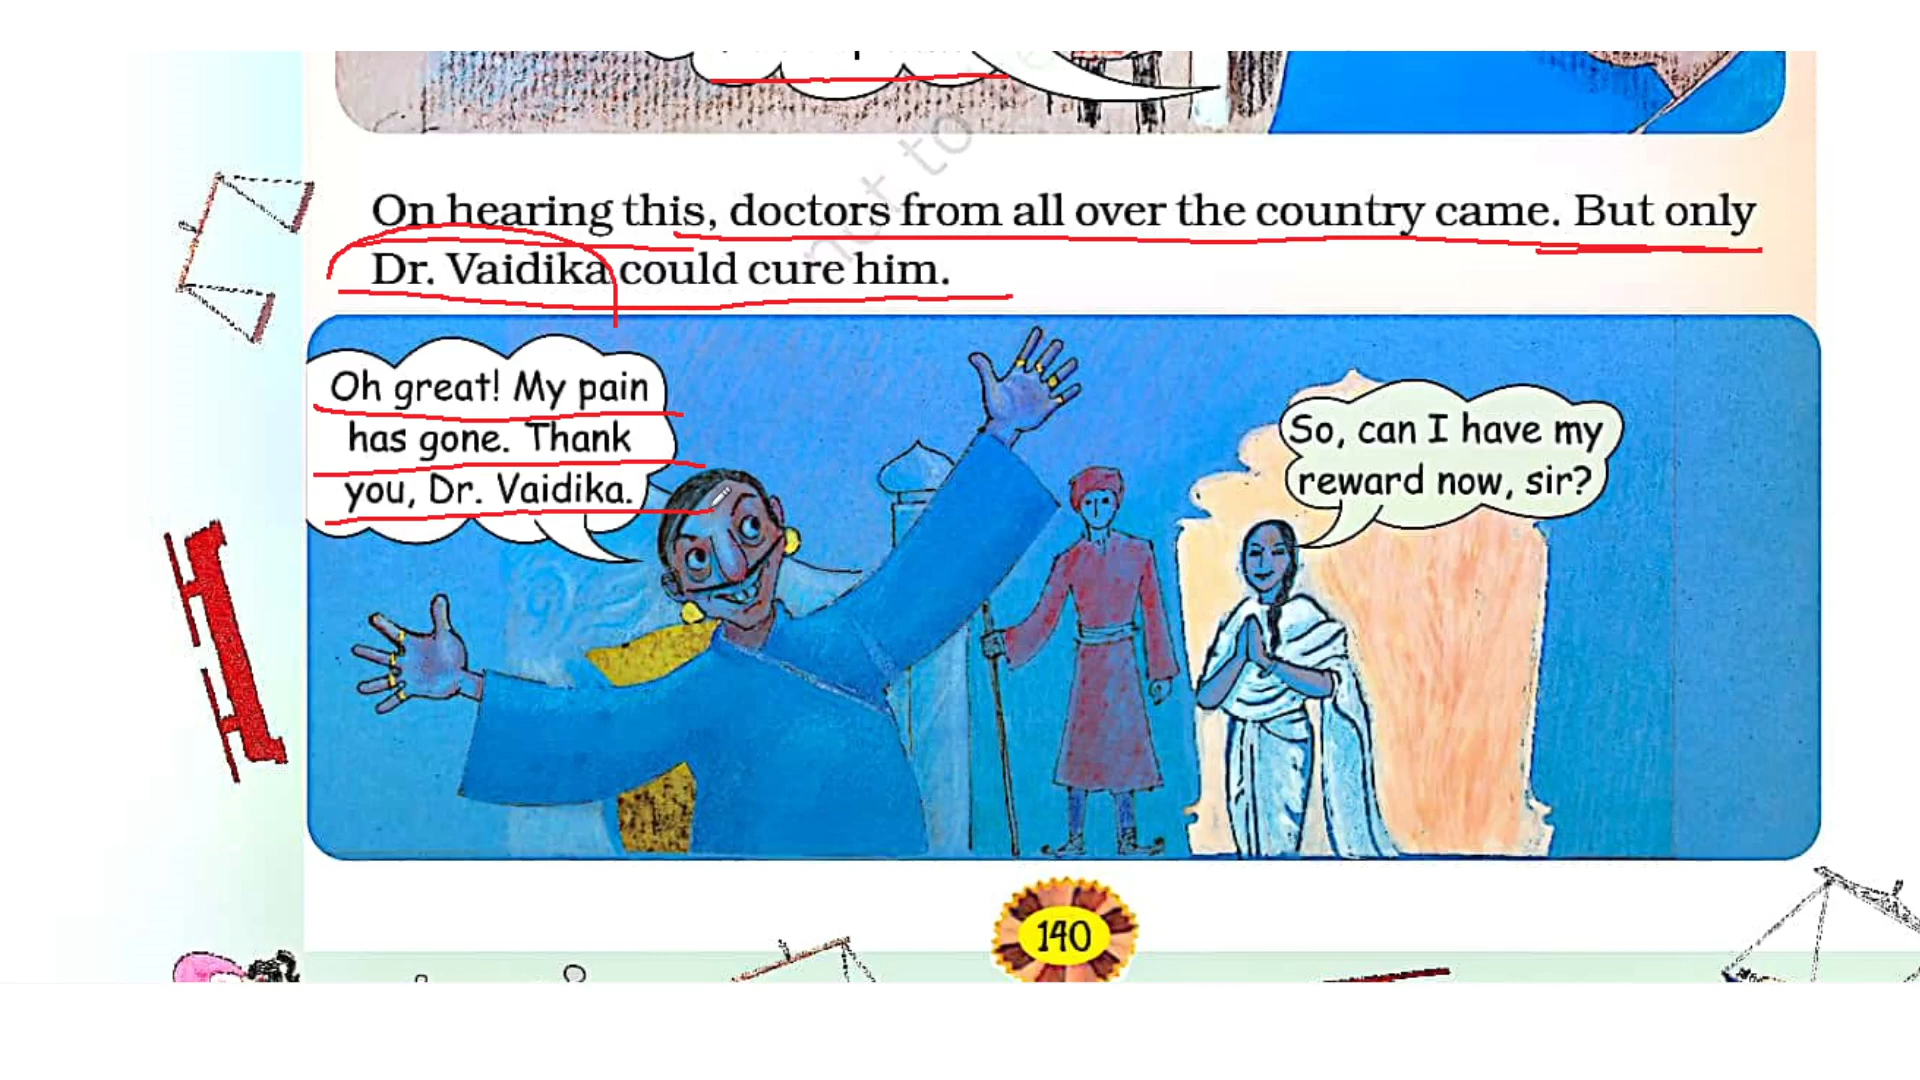 On hearing this, doctors from all over the country came. But only
Dr. Vaidika could cure him.
Oh great! My pain
has gone. Thank
you, Dr. Vaidika.
So, can I have my
reward now, sir?
140